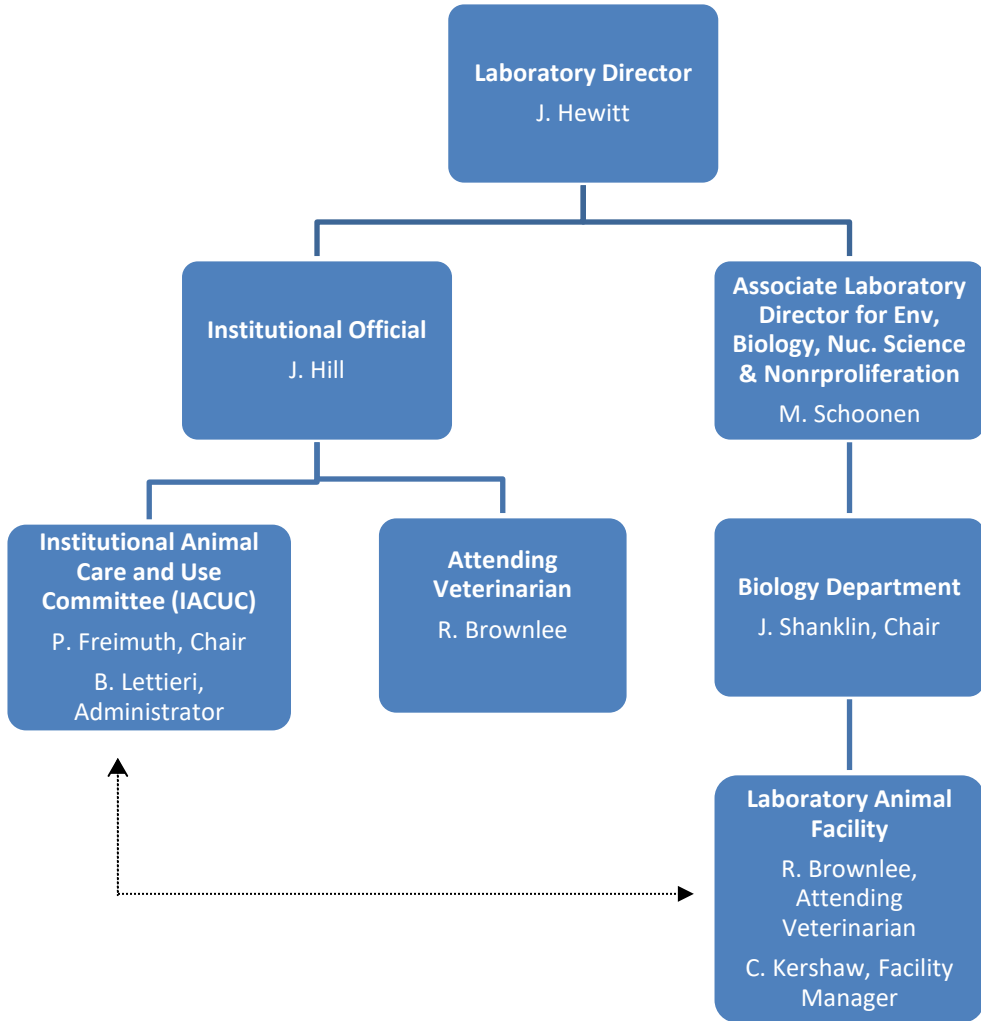 Laboratory Director
J. Hewitt
Institutional Official
J. Hill
Associate Laboratory
Director for Env,
Biology, Nuc. Science
& Nonrproliferation
M. Schoonen
Institutional Animal
Care and Use
Committee (IACUC)
P. Freimuth, Chair
B. Lettieri,
Administrator
Attending
Veterinarian
R. Brownlee
Biology Department
J. Shanklin, Chair
Laboratory Animal
Facility
R. Brownlee,
Attending
Veterinarian
C. Kershaw, Facility
Manager